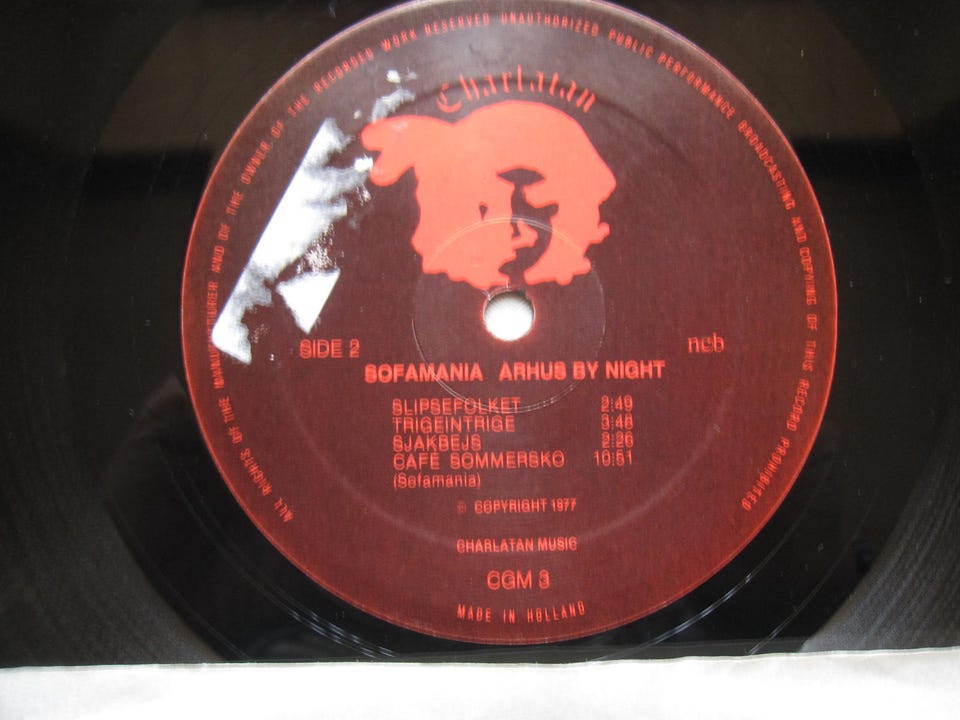 ALL RIGHTS OF THE MANUFACTURER AND OF THE OWNER OF THE RECORDED WORK RESERVED UNAUTHORIZED PUBLIC PERFORMANCE BROADCASTING AND COPYING OF THIS RECORD PROHIBITED
Charlatan
SIDE 2
ncb
SOFAMANIA ARHUS BY NIGHT
SLIPSEFOLKET 2:49
TRIGEINTRIGE 3:48
SJAKBEJS 2:26
CAFÉ SOMMERSKO 10:51
(Sofamania)
© COPYRIGHT 1977
CHARLATAN MUSIC
CGM 3
MADE IN HOLLAND